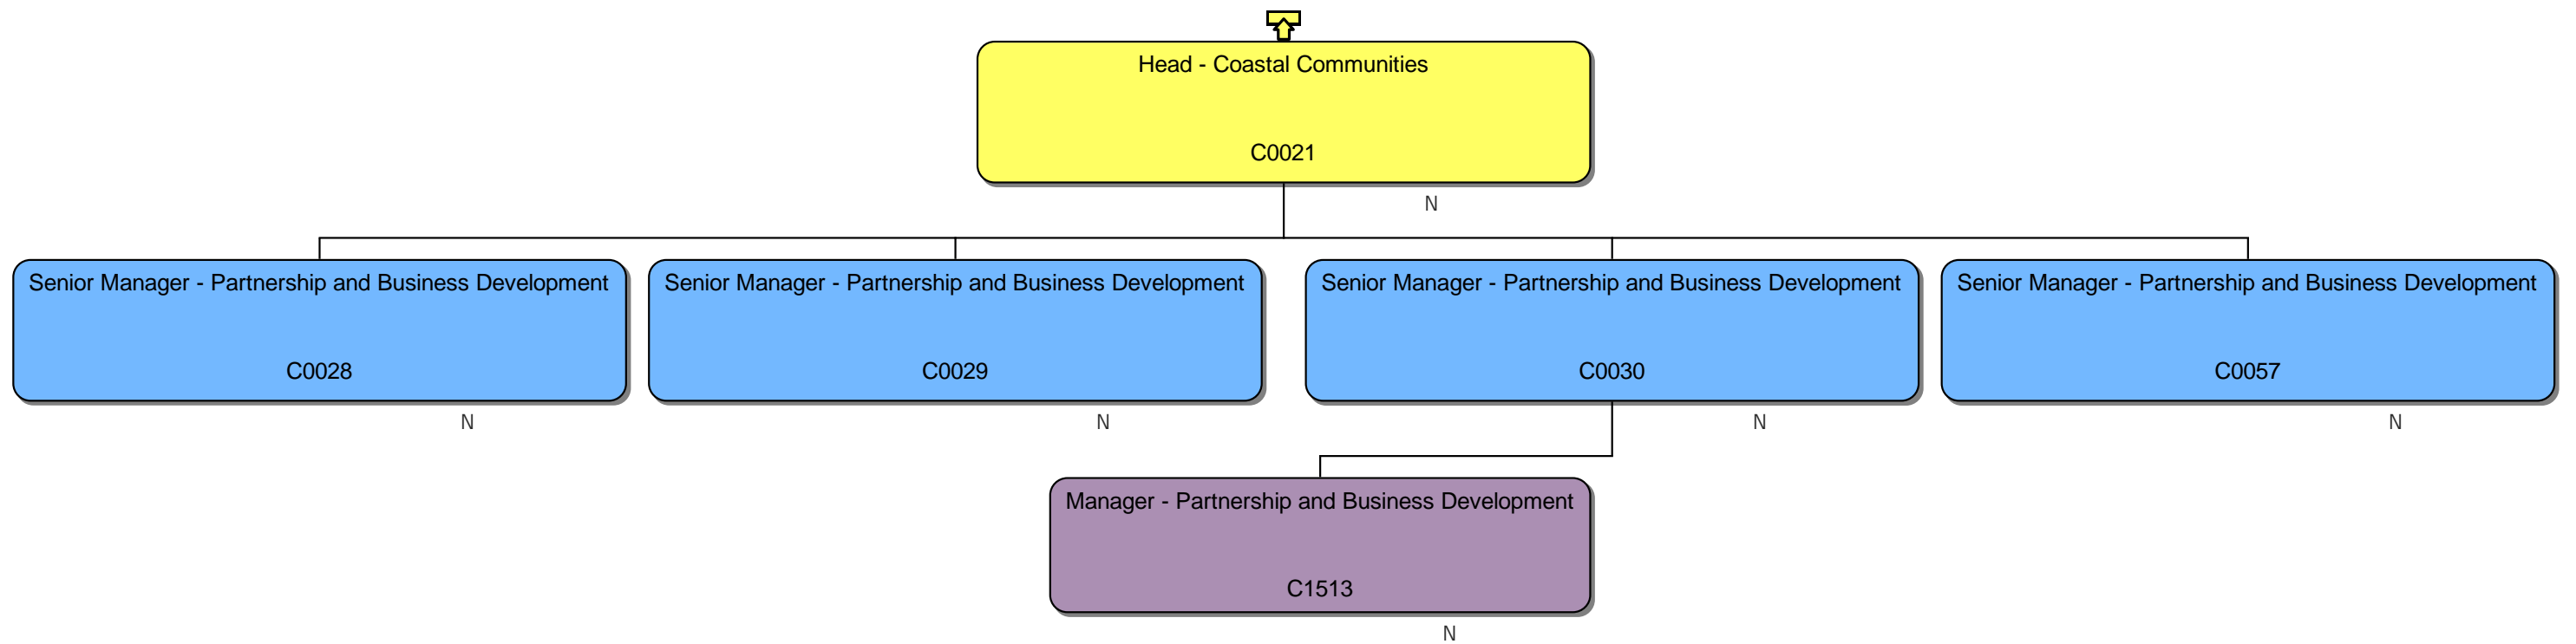 Head - Coastal Communities
C0021
N
Senior Manager - Partnership and Business Development
C0028
N
Senior Manager - Partnership and Business Development
C0029
N
Senior Manager - Partnership and Business Development
C0030
N
Senior Manager - Partnership and Business Development
C0057
N
Manager - Partnership and Business Development
C1513
N